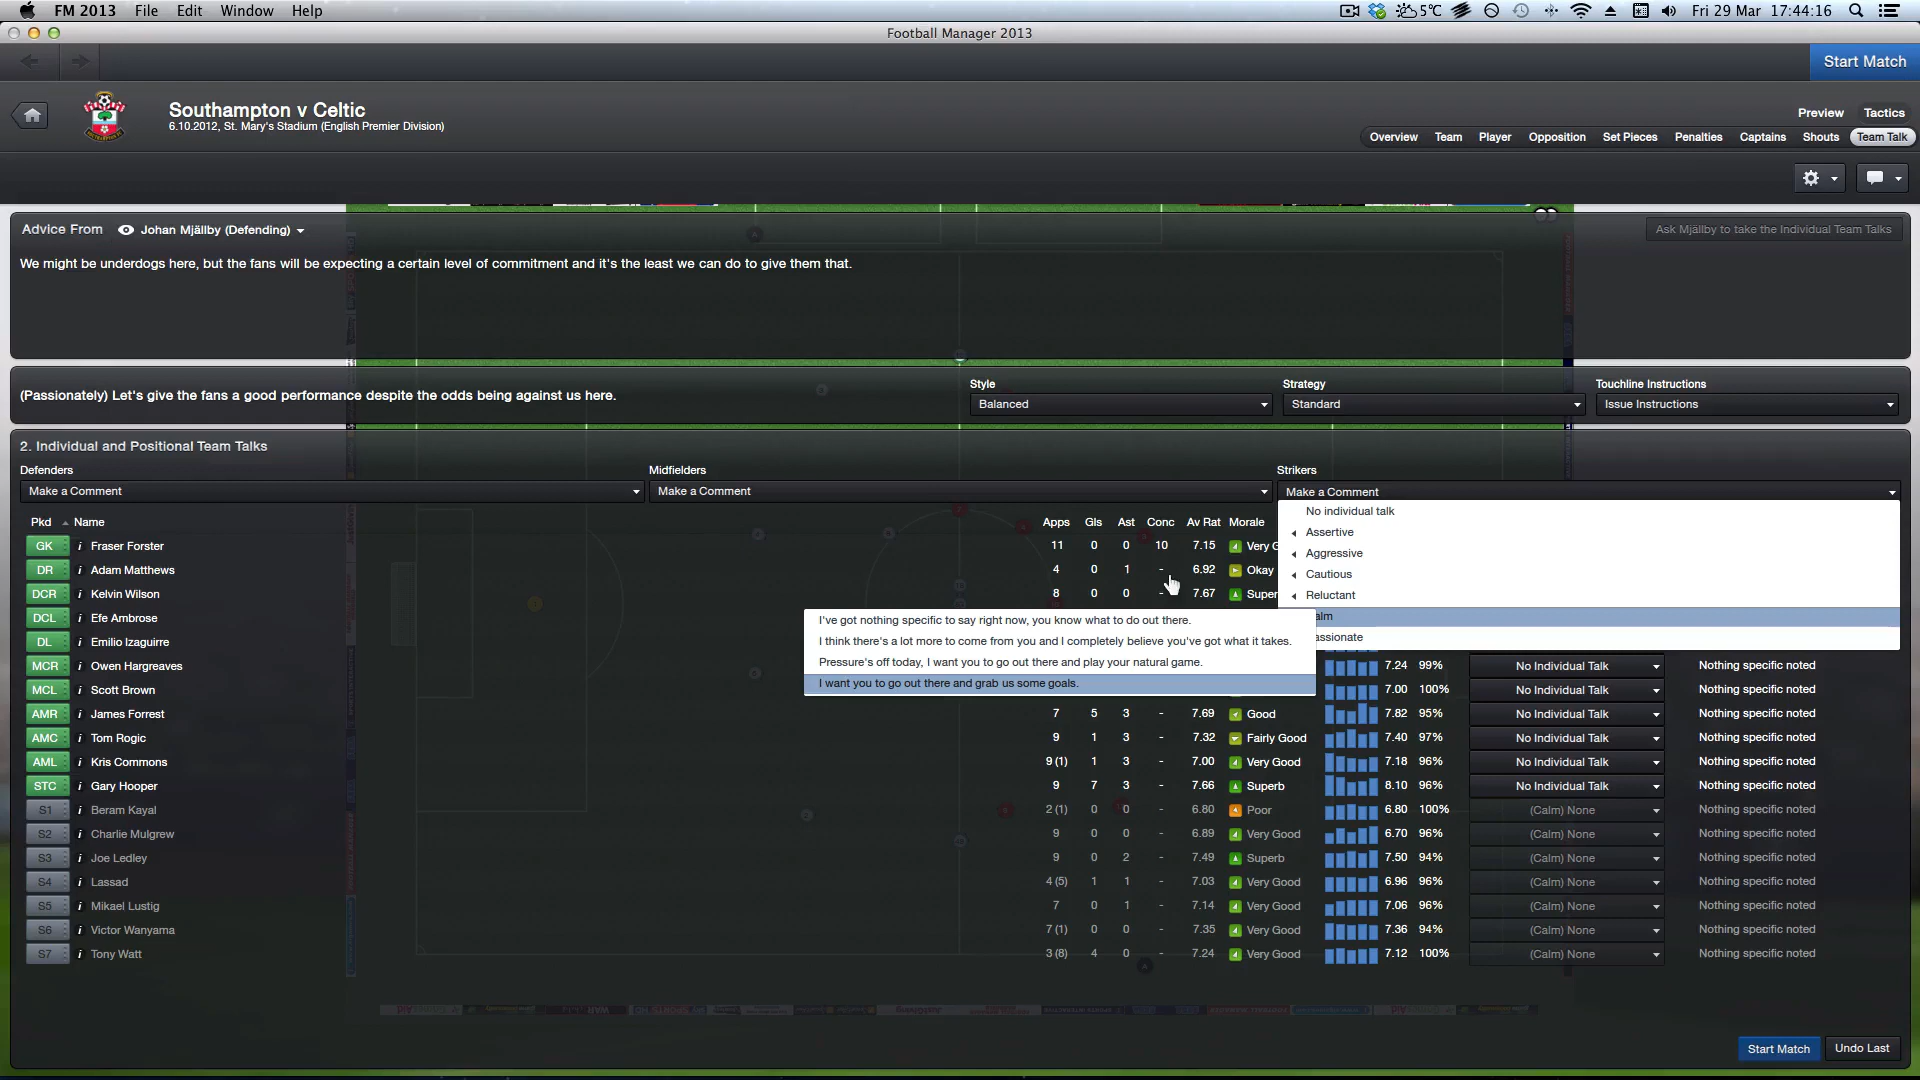 FM 2013 File Edit Window Help 5°C Fri 29 Mar 17:44:16
Football Manager 2013
Start Match
Southampton v Celtic
6.10.2012, St. Mary's Stadium (English Premier Division)
Preview Tactics
Overview Team Player Opposition Set Pieces Penalties Captains Shouts Team Talk
Advice From Johan Mjällby (Defending) Ask Mjällby to take the Individual Team Talks
We might be underdogs here, but the fans will be expecting a certain level of commitment and it's the least we can do to give them that.
Style Strategy Touchline Instructions
(Passionately) Let's give the fans a good performance despite the odds being against us here.
Balanced Standard Issue Instructions
2. Individual and Positional Team Talks
Defenders Midfielders Strikers
Make a Comment Make a Comment Make a Comment
No individual talk
Assertive
Aggressive
Cautious
Reluctant
alm
assionate
I've got nothing specific to say right now, you know what to do out there.
I think there's a lot more to come from you and I completely believe you've got what it takes.
Pressure's off today, I want you to go out there and play your natural game.
I want you to go out there and grab us some goals.
Pkd Name Apps Gls Ast Conc Av Rat Morale
GK i Fraser Forster 11 0 0 10 7.15 Very G
DR i Adam Matthews 4 0 1 - 6.92 Okay
DCR i Kelvin Wilson 8 0 0 - 7.67 Super
DCL i Efe Ambrose
DL i Emilio Izaguirre
MCR i Owen Hargreaves 7.24 99% No Individual Talk Nothing specific noted
MCL i Scott Brown 7.00 100% No Individual Talk Nothing specific noted
AMR i James Forrest 7 5 3 - 7.69 Good 7.82 95% No Individual Talk Nothing specific noted
AMC i Tom Rogic 9 1 3 - 7.32 Fairly Good 7.40 97% No Individual Talk Nothing specific noted
AML i Kris Commons 9 (1) 1 3 - 7.00 Very Good 7.18 96% No Individual Talk Nothing specific noted
STC i Gary Hooper 9 7 3 - 7.66 Superb 8.10 96% No Individual Talk Nothing specific noted
S1 i Beram Kayal 2 (1) 0 0 - 6.80 Poor 6.80 100% (Calm) None Nothing specific noted
S2 i Charlie Mulgrew 9 0 0 - 6.89 Very Good 6.70 96% (Calm) None Nothing specific noted
S3 i Joe Ledley 9 0 2 - 7.49 Superb 7.50 94% (Calm) None Nothing specific noted
S4 i Lassad 4 (5) 1 1 - 7.03 Very Good 6.96 96% (Calm) None Nothing specific noted
S5 i Mikael Lustig 7 0 1 - 7.14 Very Good 7.06 96% (Calm) None Nothing specific noted
S6 i Victor Wanyama 7 (1) 0 0 - 7.35 Very Good 7.36 94% (Calm) None Nothing specific noted
S7 i Tony Watt 3 (8) 4 0 - 7.24 Very Good 7.12 100% (Calm) None Nothing specific noted
Start Match Undo Last